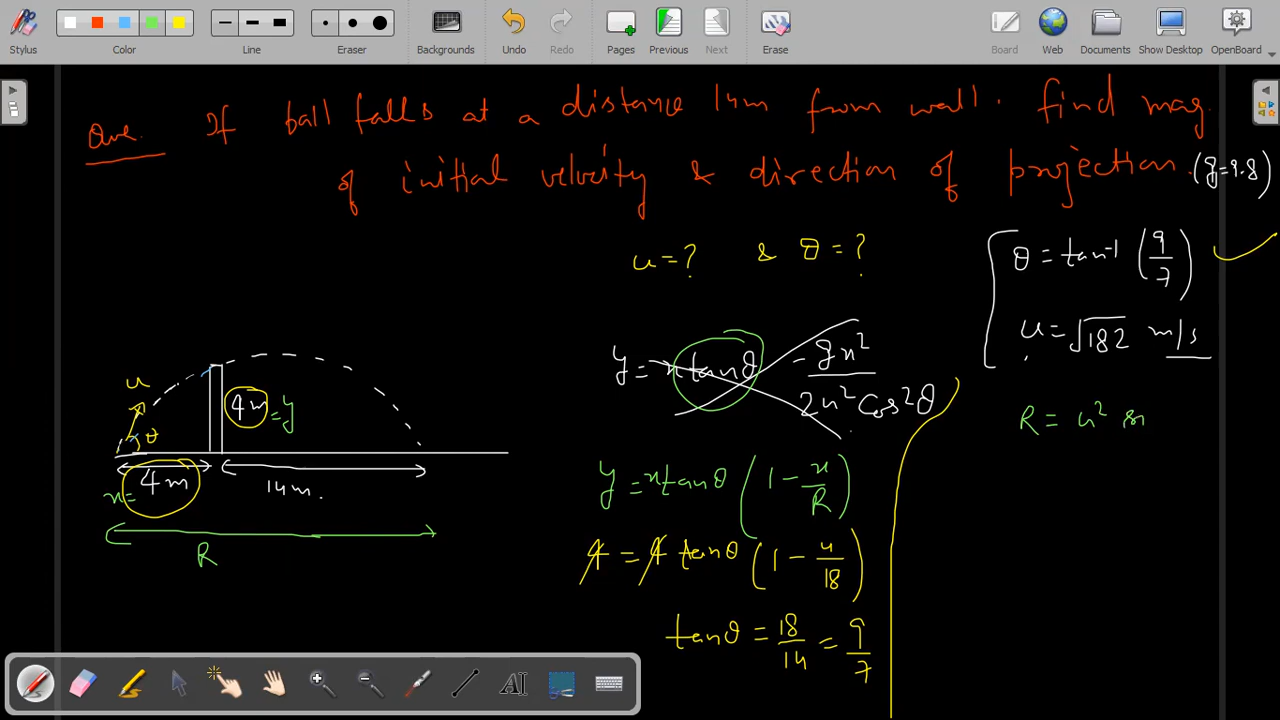 Stylus Color Line Eraser Backgrounds Undo Redo Pages Previous Next Erase Board Web Documents Show Desktop OpenBoard
Que. If ball falls at a distance 14m from wall. find mag.
of initial velocity & direction of projection. (g=9.8)
u=? & θ=?
θ = tan-1 (9/7)
u=√182 m/s
y= x tanθ - gx²/2u²Cos²θ
R= u² sn
u
θ
4m =y
x= 4m
14m.
R
y=xtanθ (1-x/R)
4 = 4 tanθ (1-4/18)
tanθ = 18/14 = 9/7